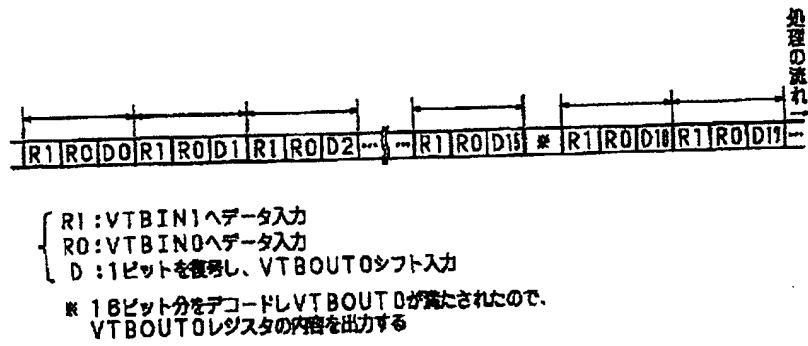 処理の流れ
R1 R0 D0 R1 R0 D1 R1 R0 D2 … … R1 R0 D15 ※ R1 R0 D16 R1 R0 D17 …
R1:VTBIN1へデータ入力
R0:VTBIN0へデータ入力
D :1ビットを復号し、VTBOUT0シフト入力
※ 16ビット分をデコードしVTBOUT0が満たされたので、
VTBOUT0レジスタの内容を出力する